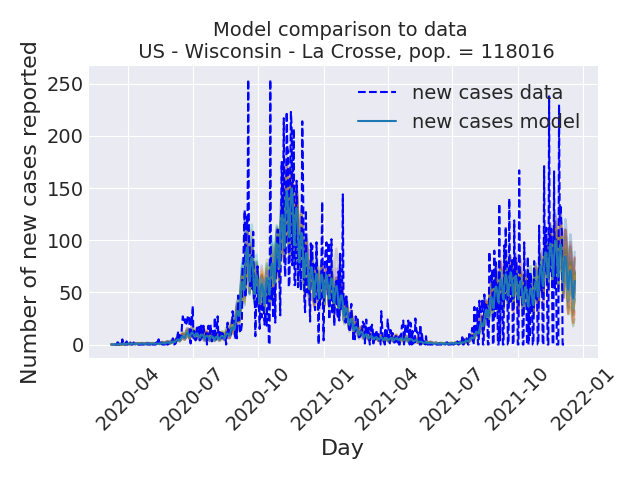 Model comparison to data
US - Wisconsin - La Crosse, pop. = 118016
Number of new cases reported
250
200
150
100
50
0
new cases data
new cases model
2020-04
2020-07
2020-10
2021-01
2021-04
2021-07
2021-10
2022-01
Day